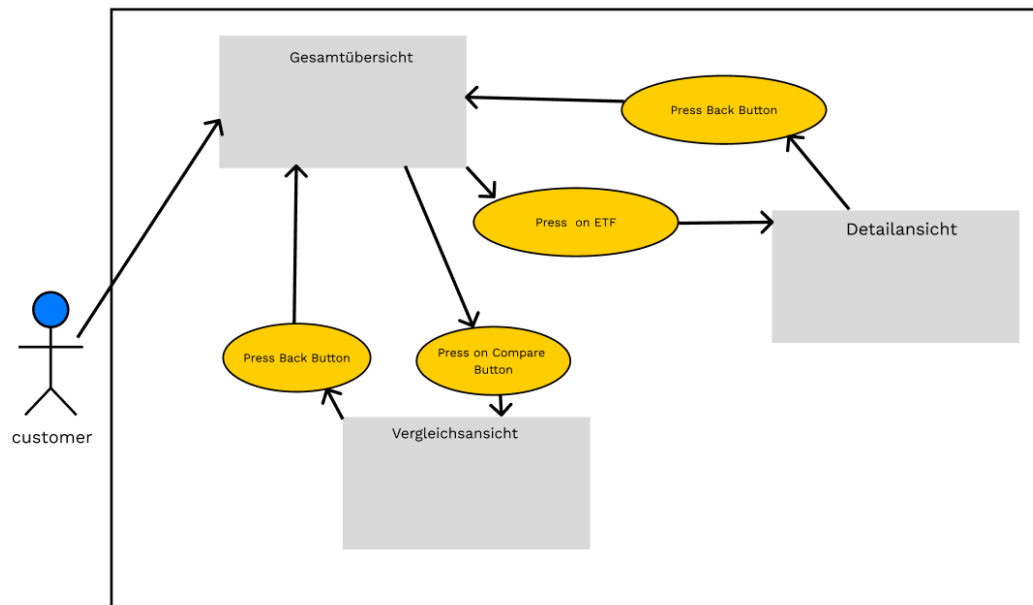 Gesamtübersicht
Press Back Button
Press on ETF
Detailansicht
Press Back Button
Press on Compare
Button
Vergleichsansicht
customer